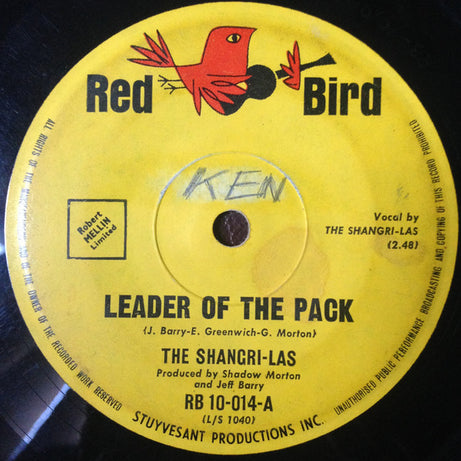 Red Bird
KEN
Robert
MELLIN
Limited
Vocal by
THE SHANGRI-LAS
(2.48)
LEADER OF THE PACK
(J. Barry-E. Greenwich-G. Morton)
THE SHANGRI-LAS
Produced by Shadow Morton
and Jeff Barry
RB 10-014-A
(L/S 1040)
STUYVESANT PRODUCTIONS INC.
ALL RIGHTS OF THE MANUFACTURER AND OF THE OWNER OF THE RECORDED WORK RESERVED
UNAUTHORISED PUBLIC PERFORMANCE BROADCASTING AND COPYING OF THIS RECORD PROHIBITED